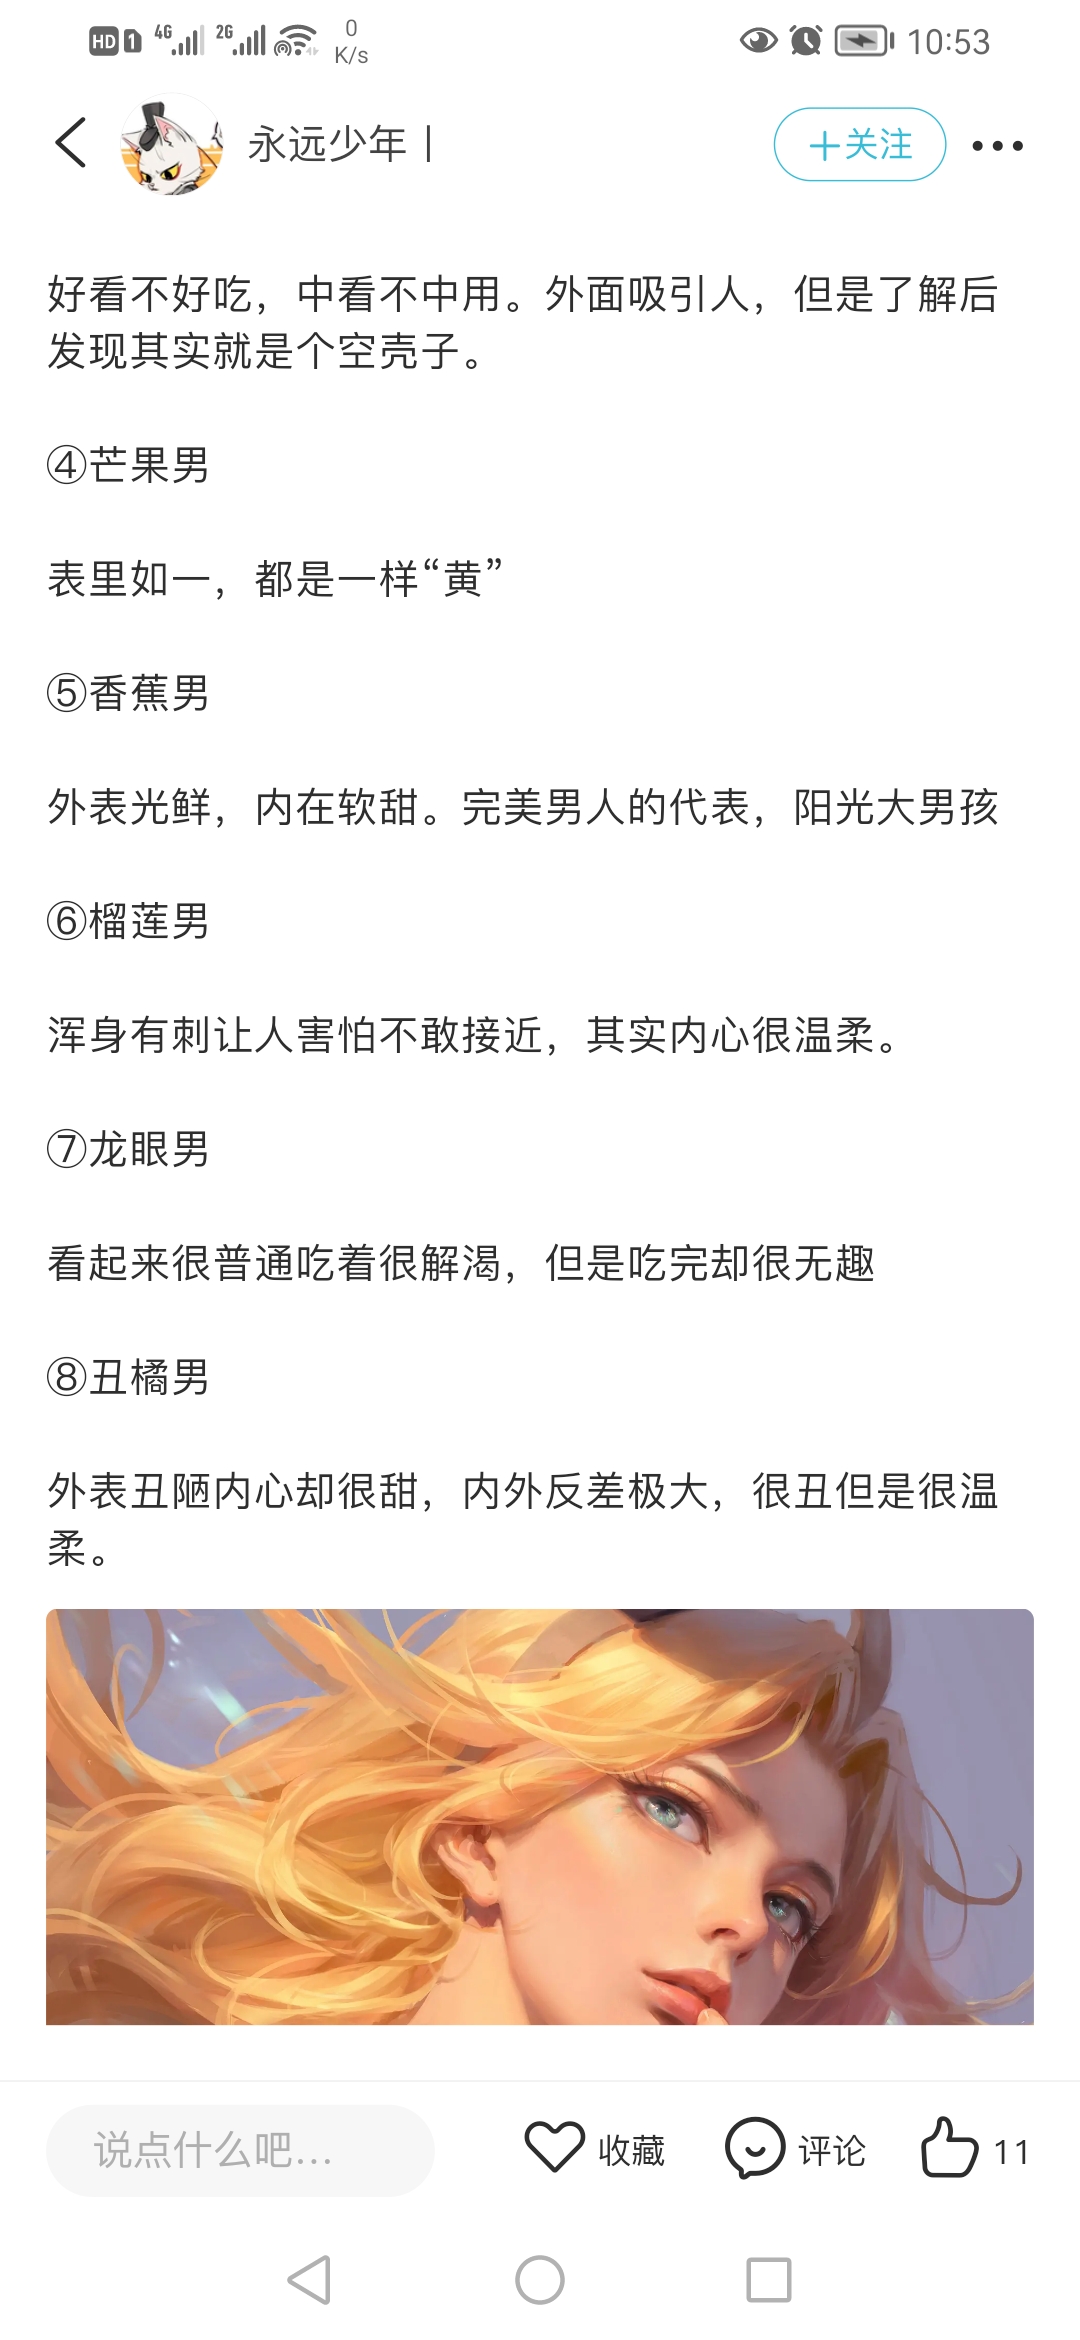 HD 1 4G 2G 0 K/s 10:53
永远少年丨 +关注
好看不好吃，中看不中用。外面吸引人，但是了解后
发现其实就是个空壳子。
④芒果男
表里如一，都是一样“黄”
⑤香蕉男
外表光鲜，内在软甜。完美男人的代表，阳光大男孩
⑥榴莲男
浑身有刺让人害怕不敢接近，其实内心很温柔。
⑦龙眼男
看起来很普通吃着很解渴，但是吃完却很无趣
⑧丑橘男
外表丑陋内心却很甜，内外反差极大，很丑但是很温
柔。
说点什么吧... 收藏 评论 11